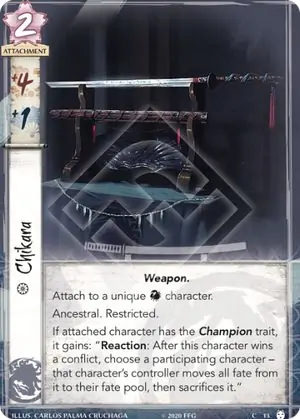 2
ATTACHMENT
+4
+1
Chikara
Weapon.
Attach to a unique character.
Ancestral. Restricted.
If attached character has the Champion trait,
it gains: “Reaction: After this character wins
a conflict, choose a participating character –
that character's controller moves all fate from
it to their fate pool, then sacrifices it.”
ILLUS. CARLOS PALMA CRUCHAGA
© 2020 FFG
C 15